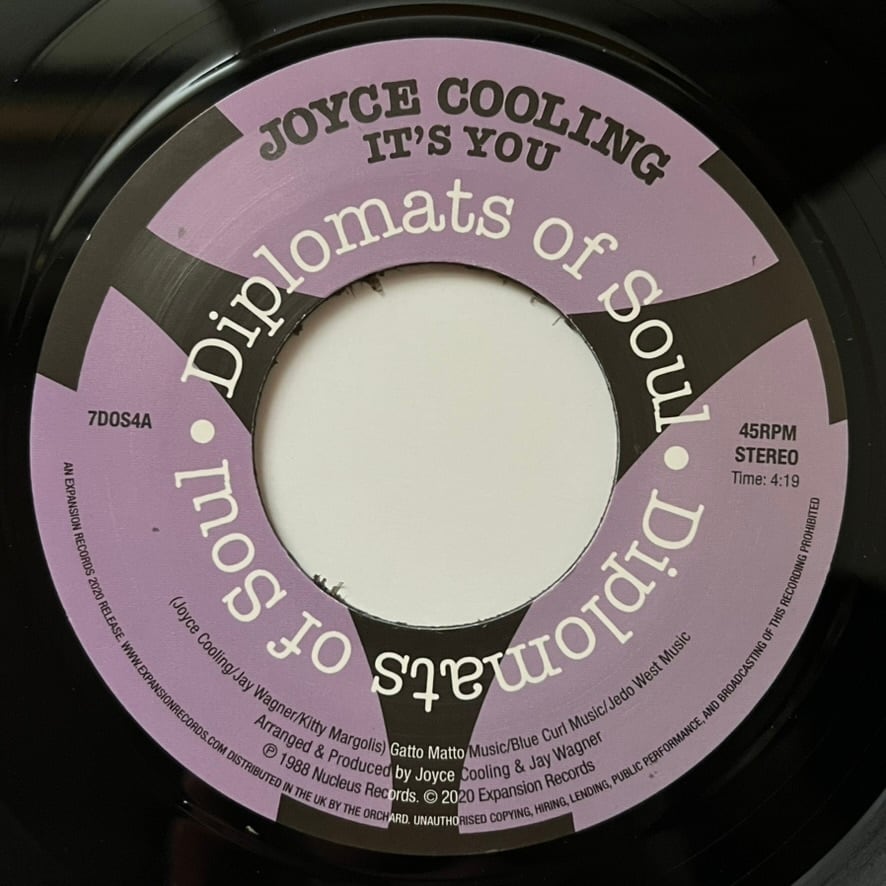 JOYCE COOLING
IT'S YOU
Diplomats of Soul • Diplomats of Soul •
7DOS4A
45RPM
STEREO
Time: 4:19
(Joyce Cooling/Jay Wagner/Kitty Margolis) Gatto Matto Music/Blue Curl Music/Jedo West Music
Arranged & Produced by Joyce Cooling & Jay Wagner
℗ 1988 Nucleus Records. © 2020 Expansion Records
AN EXPANSION RECORDS 2020 RELEASE. WWW.EXPANSIONRECORDS.COM DISTRIBUTED IN THE UK BY THE ORCHARD. UNAUTHORISED COPYING, HIRING, LENDING, PUBLIC PERFORMANCE, AND BROADCASTING OF THIS RECORDING PROHIBITED